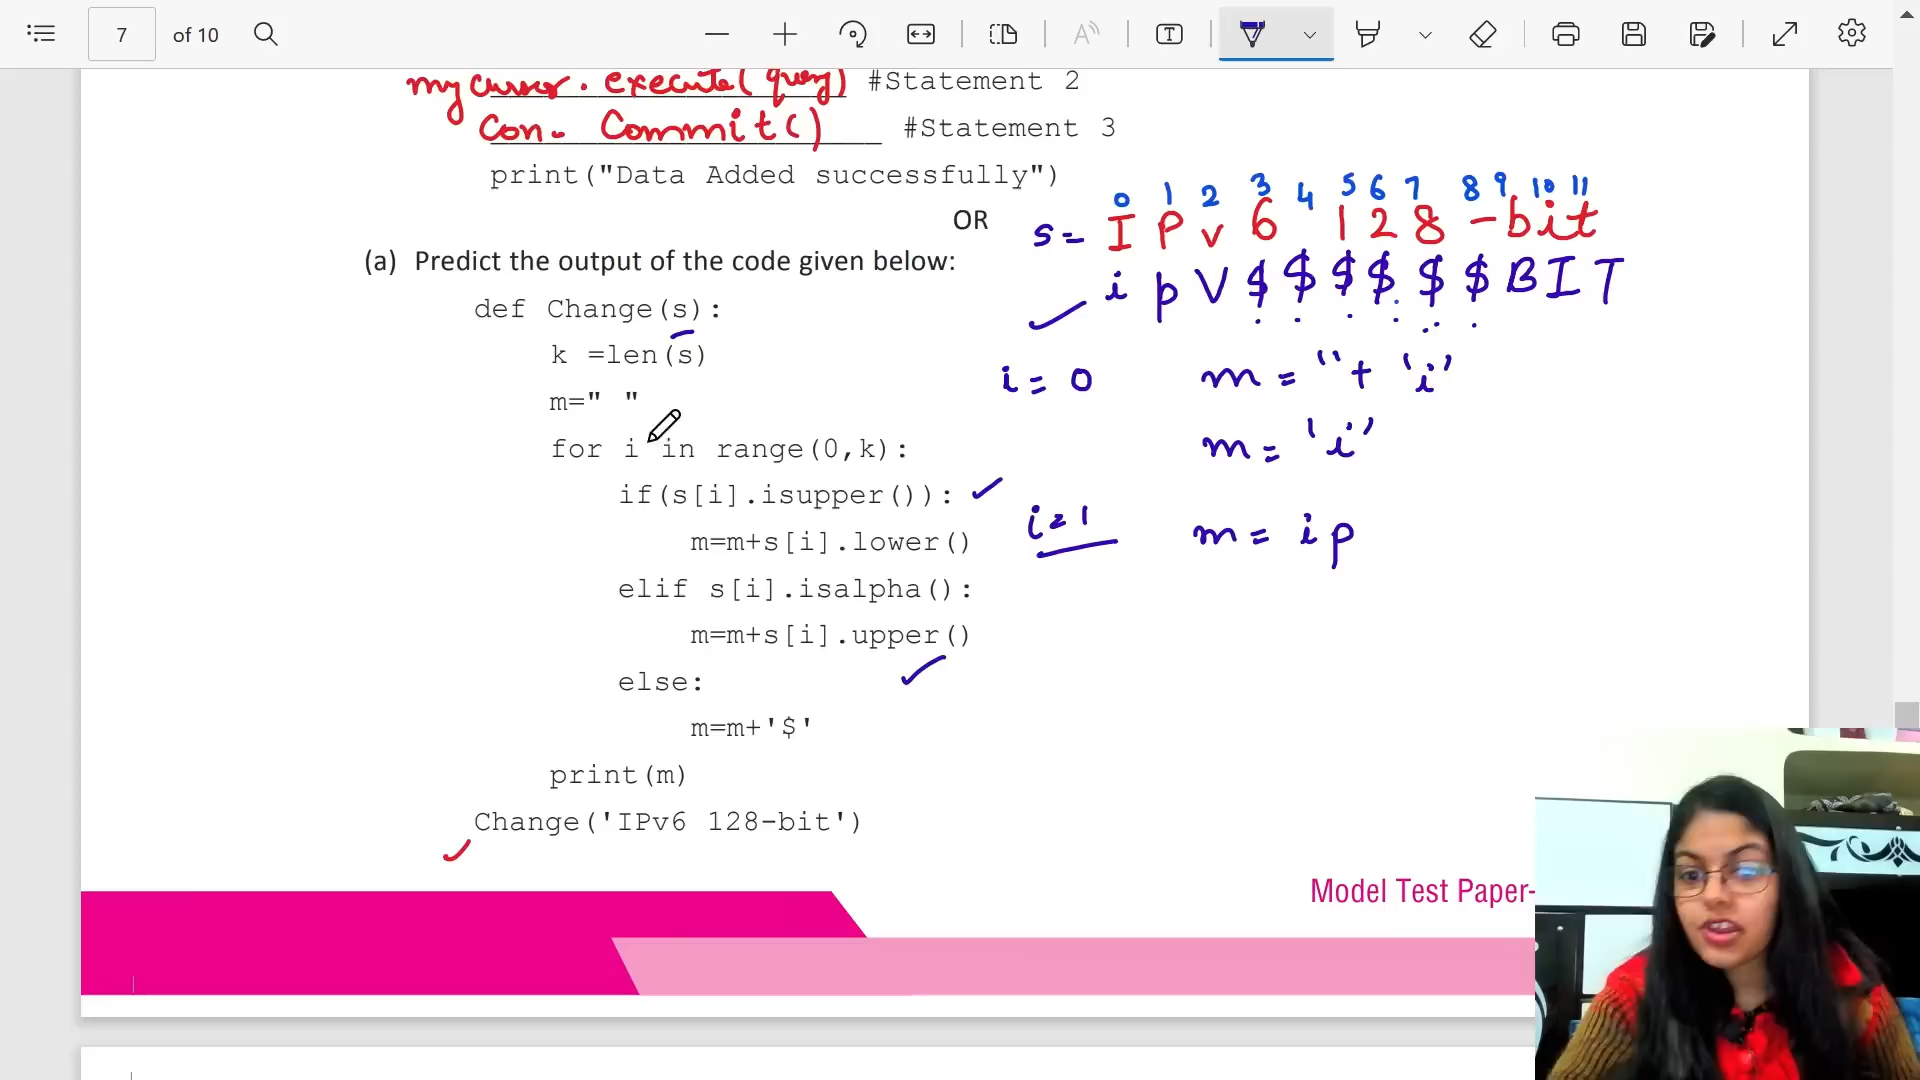 7 of 10
my cursor.execute(query) #Statement 2
con. Commit() #Statement 3
print("Data Added successfully")
OR
0 1 2 3 4 5 6 7 8 9 10 11
s= I P v 6 1 2 8 - b i t
(a) Predict the output of the code given below:
i p V $ $ $ $ $ $ B I T
def Change(s):
k =len(s)
i = 0 m = '' + 'i'
m=" "
m = 'i'
for i in range(0,k):
if(s[i].isupper()):
i=1 m = i p
m=m+s[i].lower()
elif s[i].isalpha():
m=m+s[i].upper()
else:
m=m+'$'
print(m)
Change('IPv6 128-bit')
Model Test Paper-